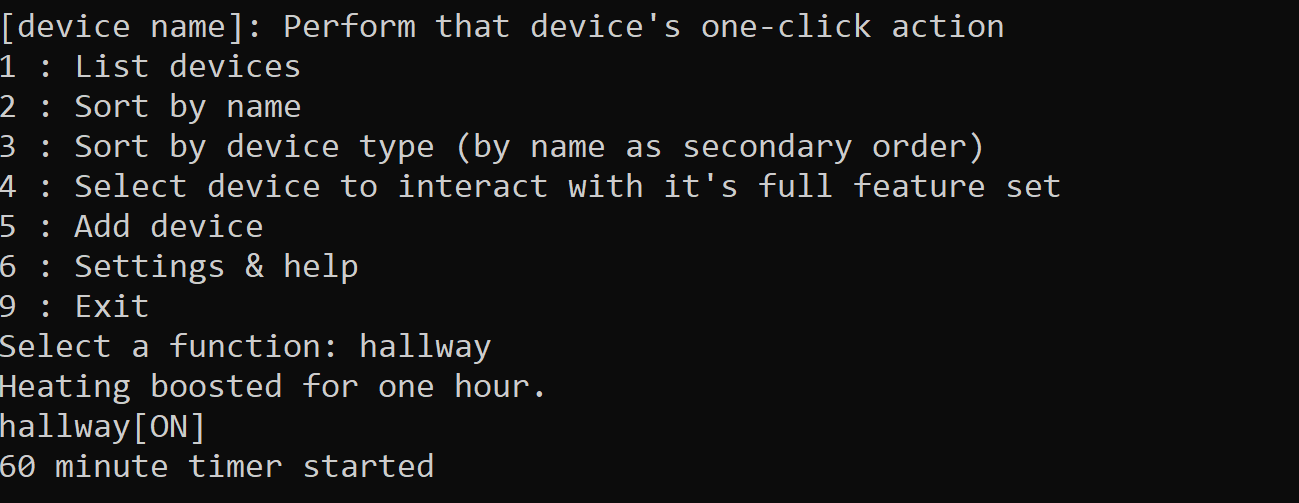 [device name]: Perform that device's one-click action
1 : List devices
2 : Sort by name
3 : Sort by device type (by name as secondary order)
4 : Select device to interact with it's full feature set
5 : Add device
6 : Settings & help
9 : Exit
Select a function: hallway
Heating boosted for one hour.
hallway[ON]
60 minute timer started